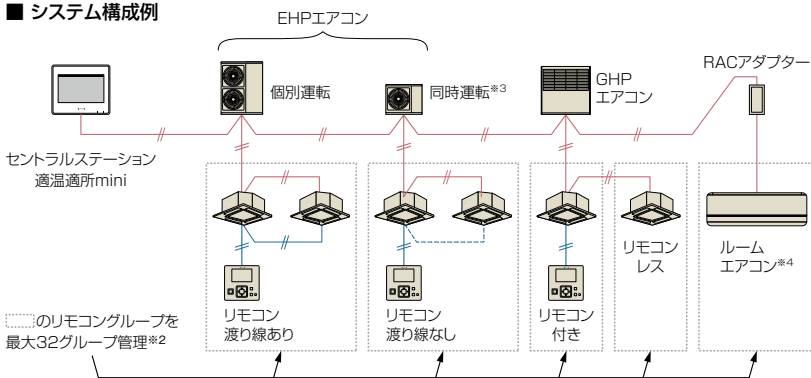 ■ システム構成例
EHPエアコン
個別運転
同時運転※3
GHP
エアコン
RACアダプター
セントラルステーション
適温適所mini
リモコン
渡り線あり
リモコン
渡り線なし
リモコン
付き
リモコン
レス
ルーム
エアコン※4
のリモコングループを
最大32グループ管理※2